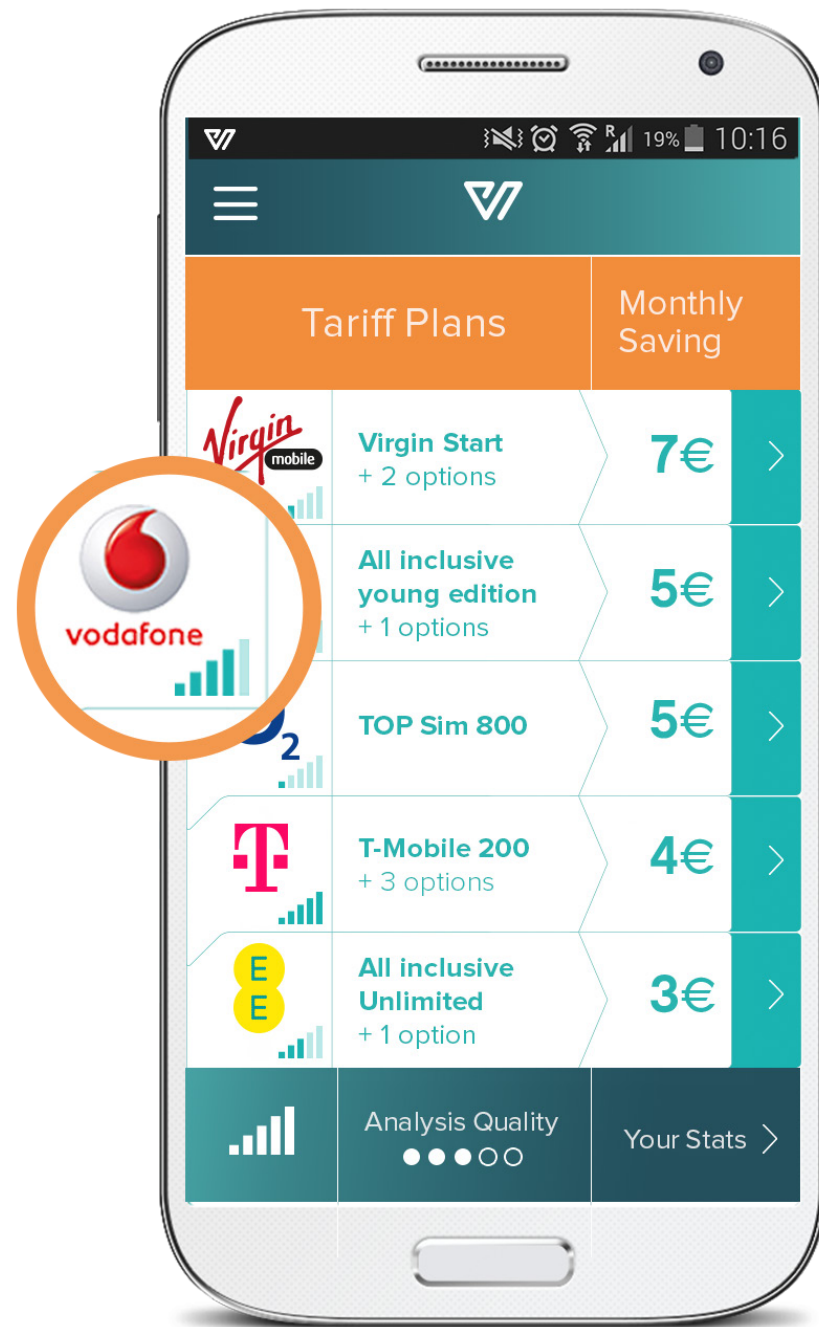 R
19%
10:16
Tariff Plans
Monthly
Saving
Virgin
mobile
Virgin Start
+ 2 options
7€
vodafone
All inclusive
young edition
+ 1 options
5€
O2
TOP Sim 800
5€
T
T-Mobile 200
+ 3 options
4€
E
E
All inclusive
Unlimited
+ 1 option
3€
Analysis Quality
Your Stats